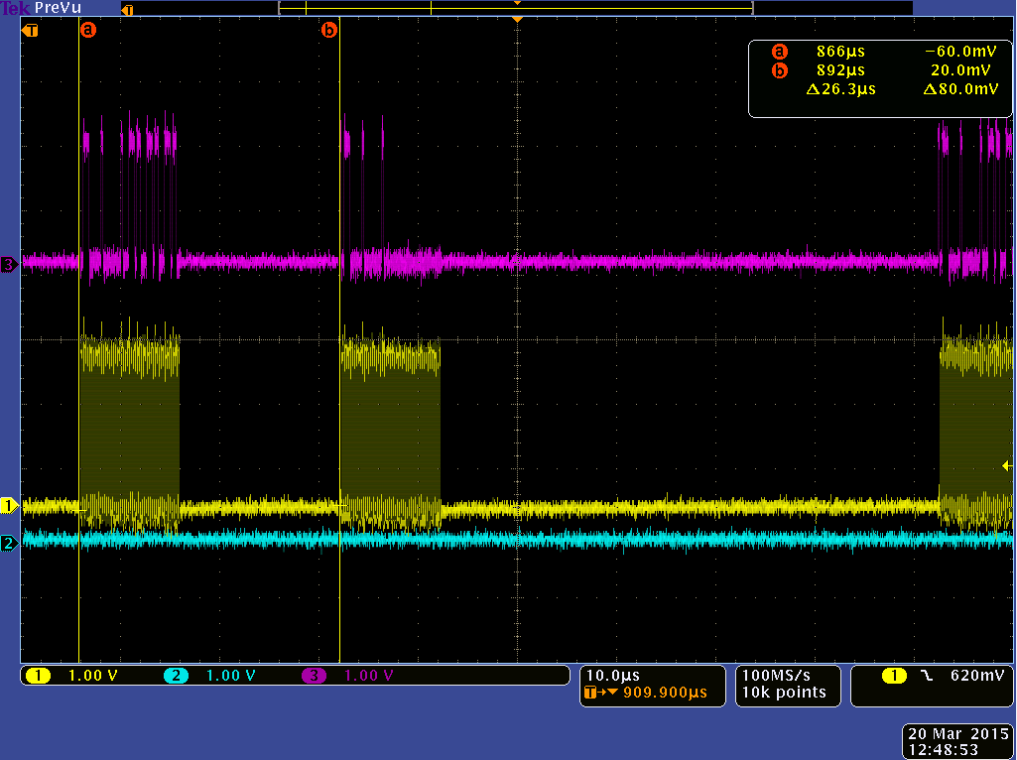 Tek PreVu
T
T a b
a 866µs −60.0mV
b 892µs 20.0mV
Δ26.3µs Δ80.0mV
3
1
2
1 1.00 V 2 1.00 V 3 1.00 V
10.0µs
T→▼ 909.900µs
100MS/s
10k points
1 620mV
20 Mar 2015
12:48:53